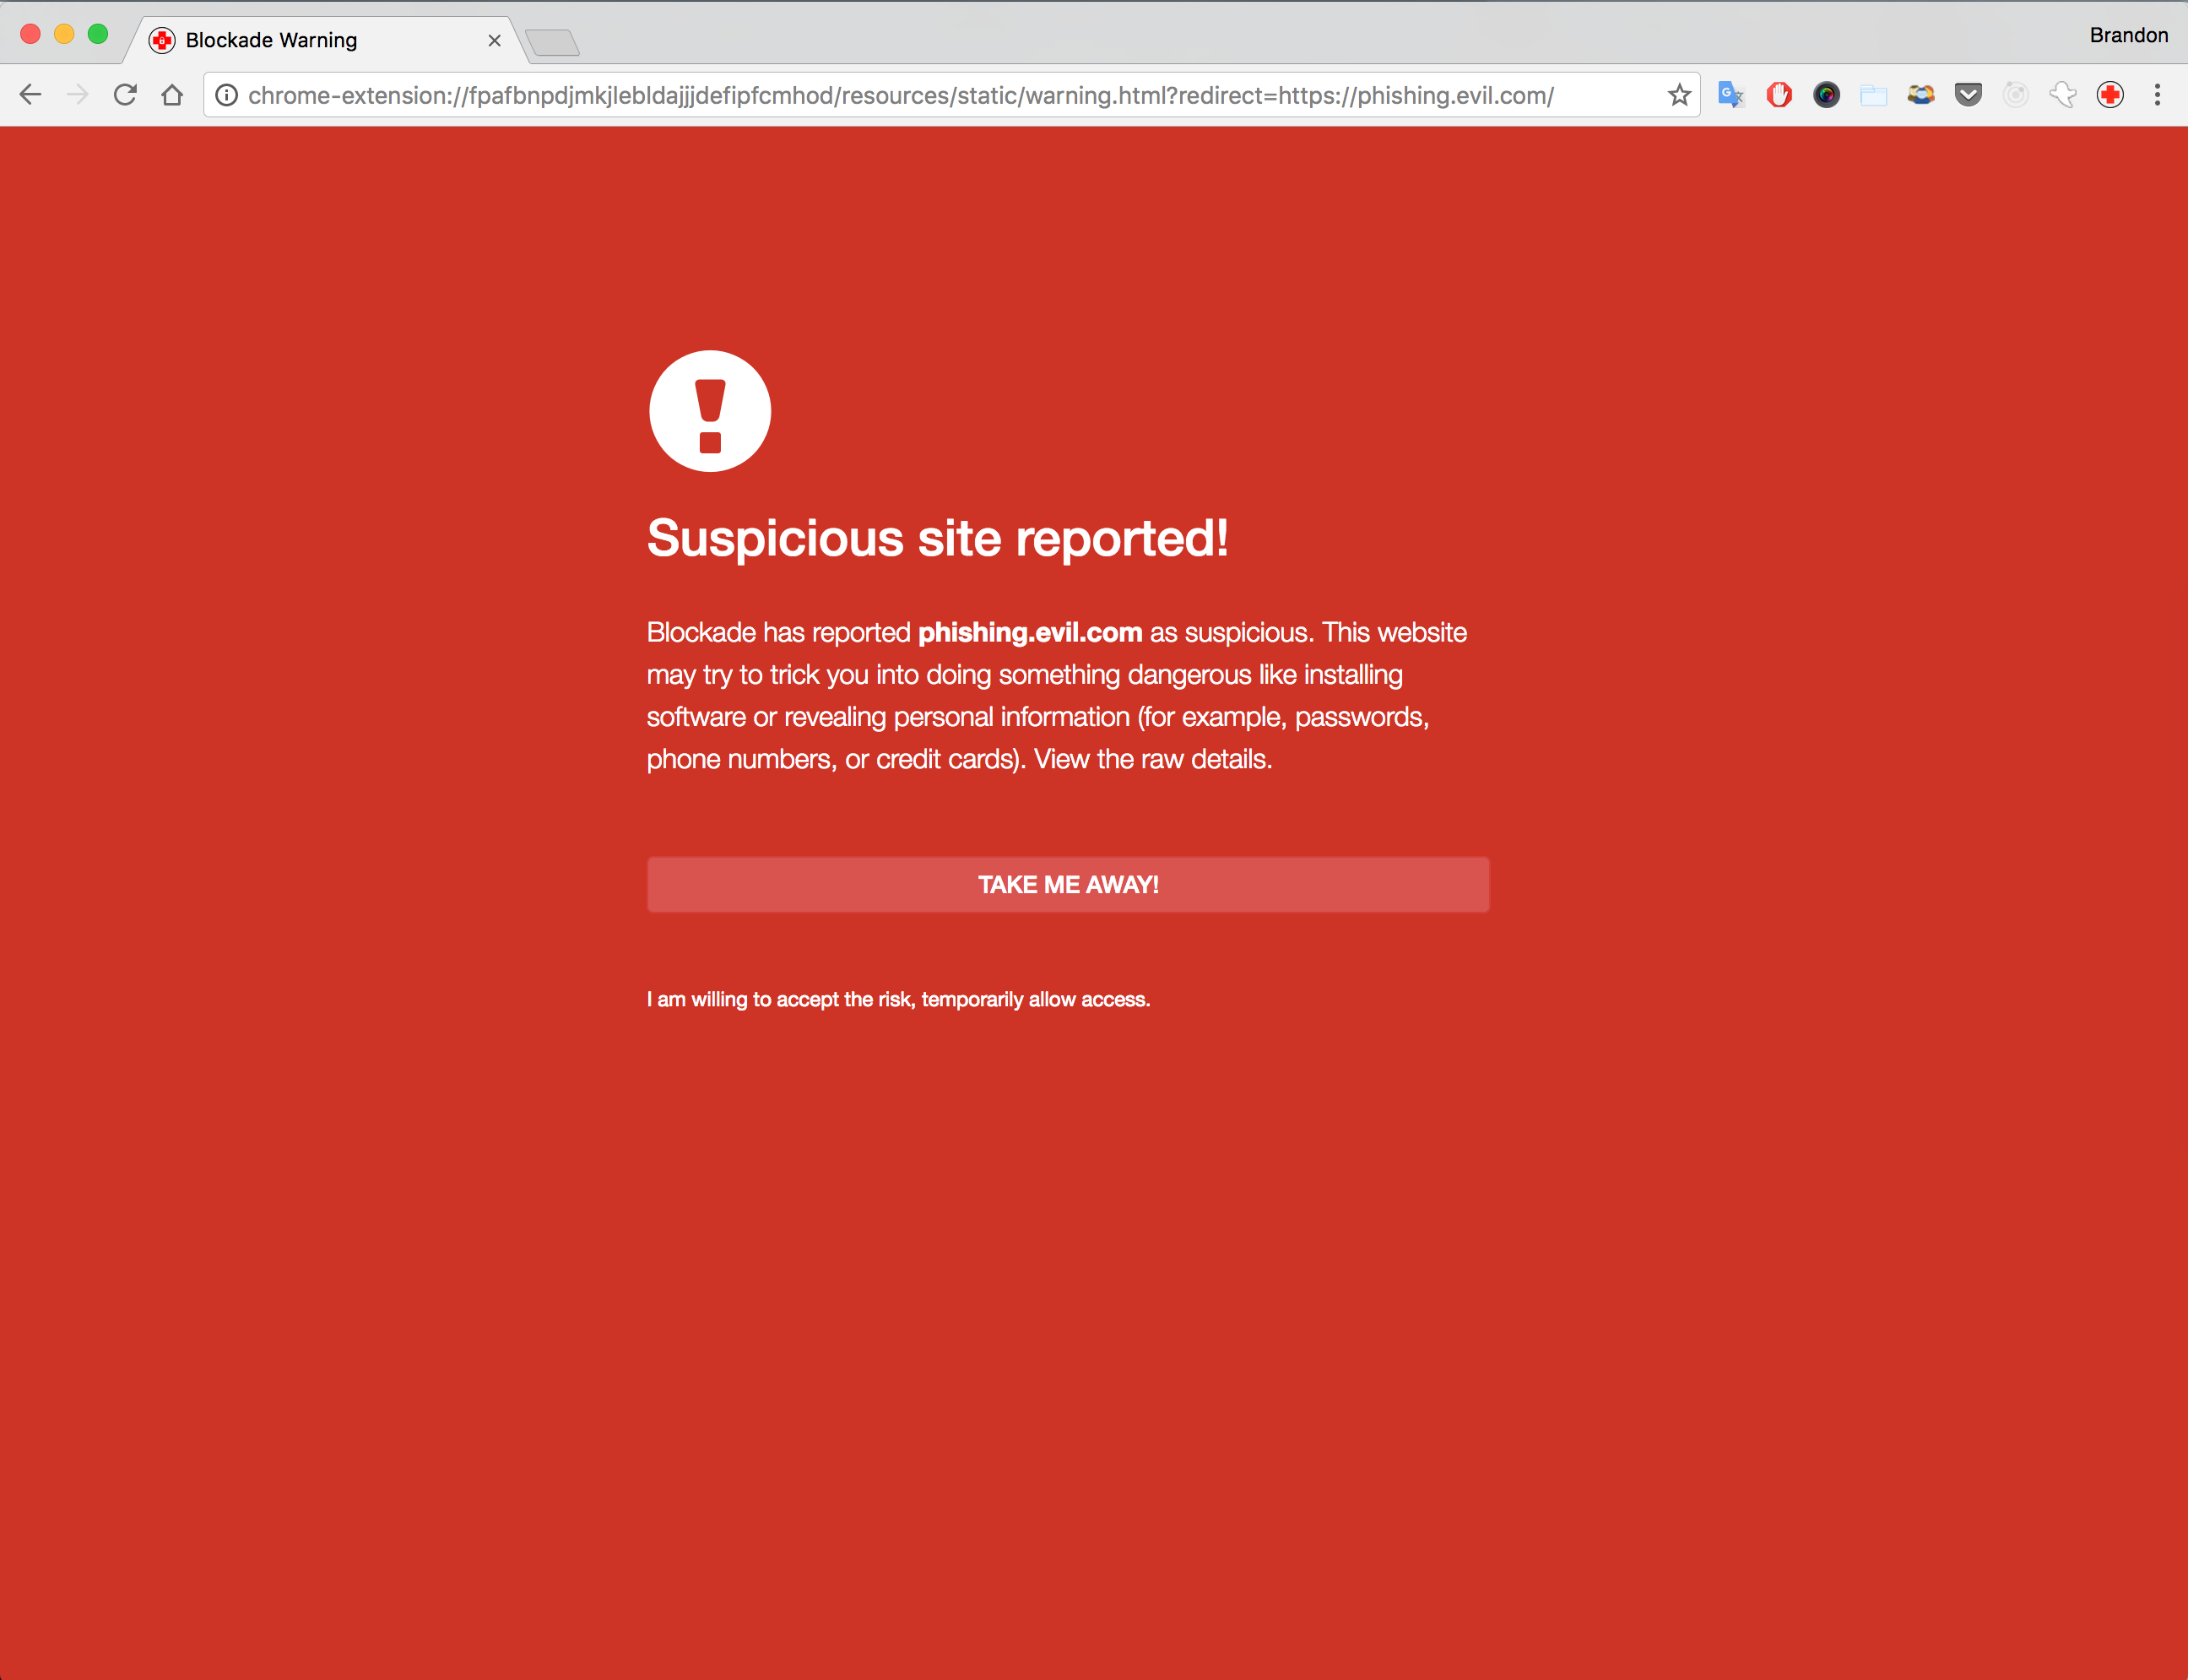 Blockade Warning
Brandon
chrome-extension://fpafbnpdjmkjlebldajjjdefipfcmhod/resources/static/warning.html?redirect=https://phishing.evil.com/
Suspicious site reported!
Blockade has reported phishing.evil.com as suspicious. This website
may try to trick you into doing something dangerous like installing
software or revealing personal information (for example, passwords,
phone numbers, or credit cards). View the raw details.
TAKE ME AWAY!
I am willing to accept the risk, temporarily allow access.